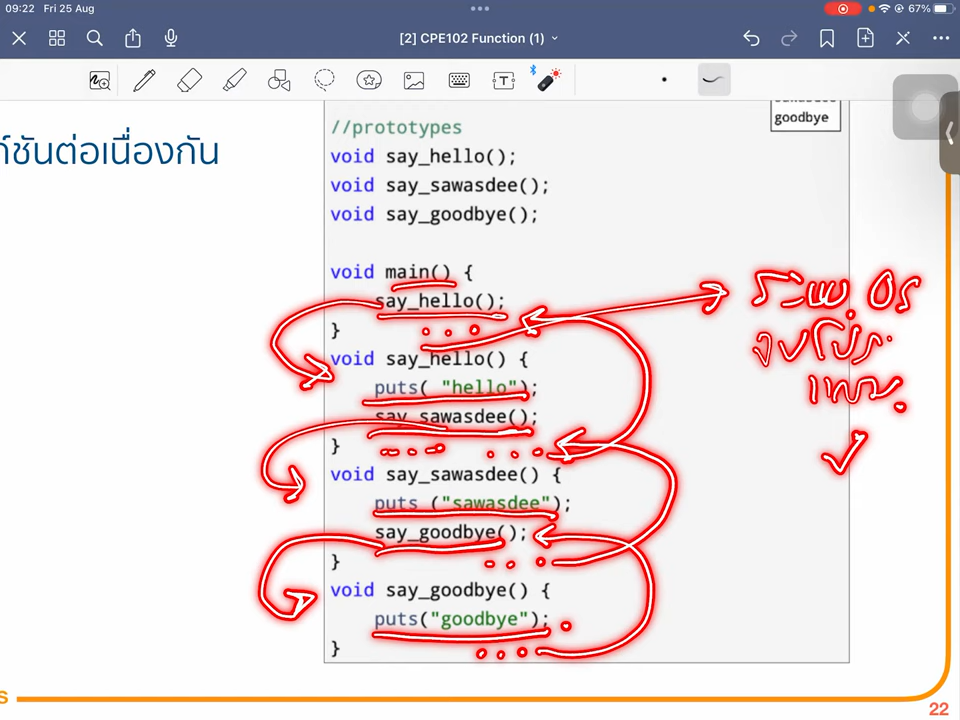 09:22 Fri 25 Aug
67%
[2] CPE102 Function (1)
ก์ชันต่อเนื่องกัน
goodbye
//prototypes
void say_hello();
void say_sawasdee();
void say_goodbye();
void main() {
say_hello();
}
void say_hello() {
puts( "hello");
say_sawasdee();
}
void say_sawasdee() {
puts ("sawasdee");
say_goodbye();
}
void say_goodbye() {
puts("goodbye");
}
S
22